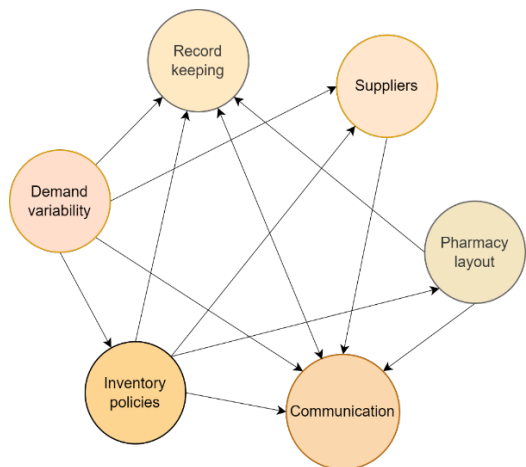 Record
keeping
Suppliers
Demand
variability
Pharmacy
layout
Inventory
policies
Communication